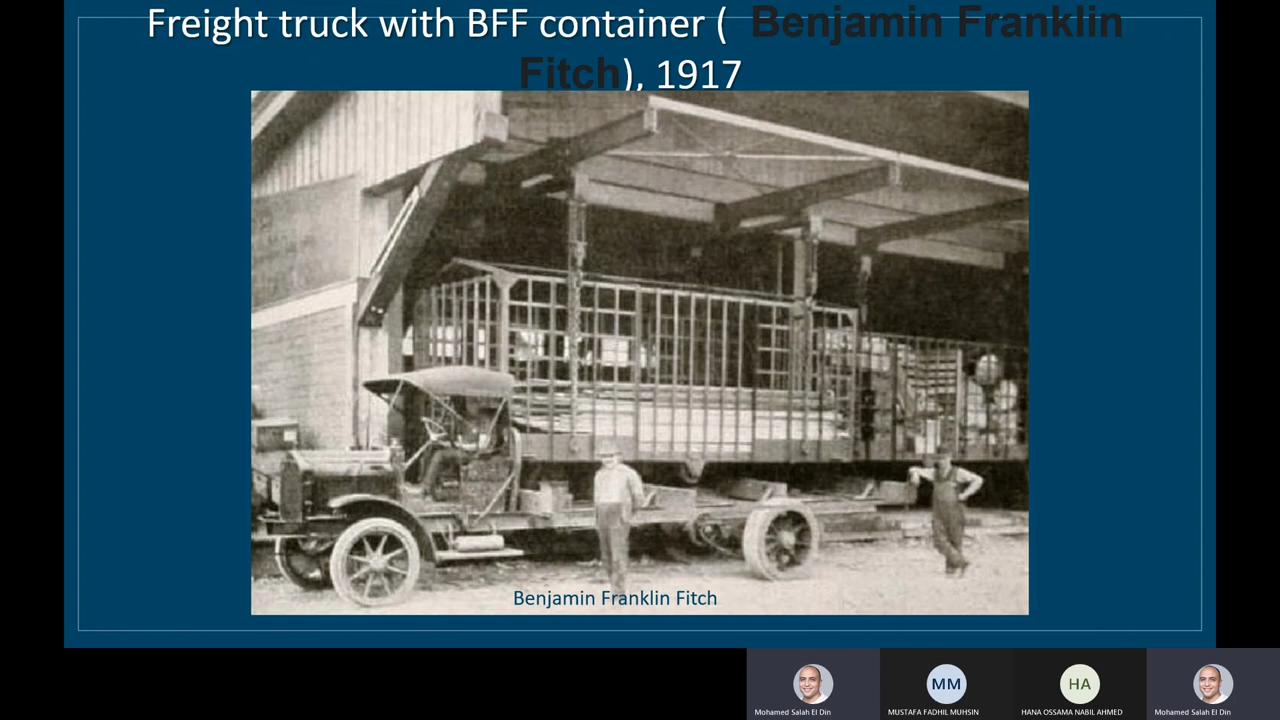 Freight truck with BFF container ( Benjamin Franklin
Fitch), 1917
Benjamin Franklin Fitch
MM
HA
Mohamed Salah El Din
MUSTAFA FADHIL MUHSIN
HANA OSSAMA NABIL AHMED
Mohamed Salah El Din